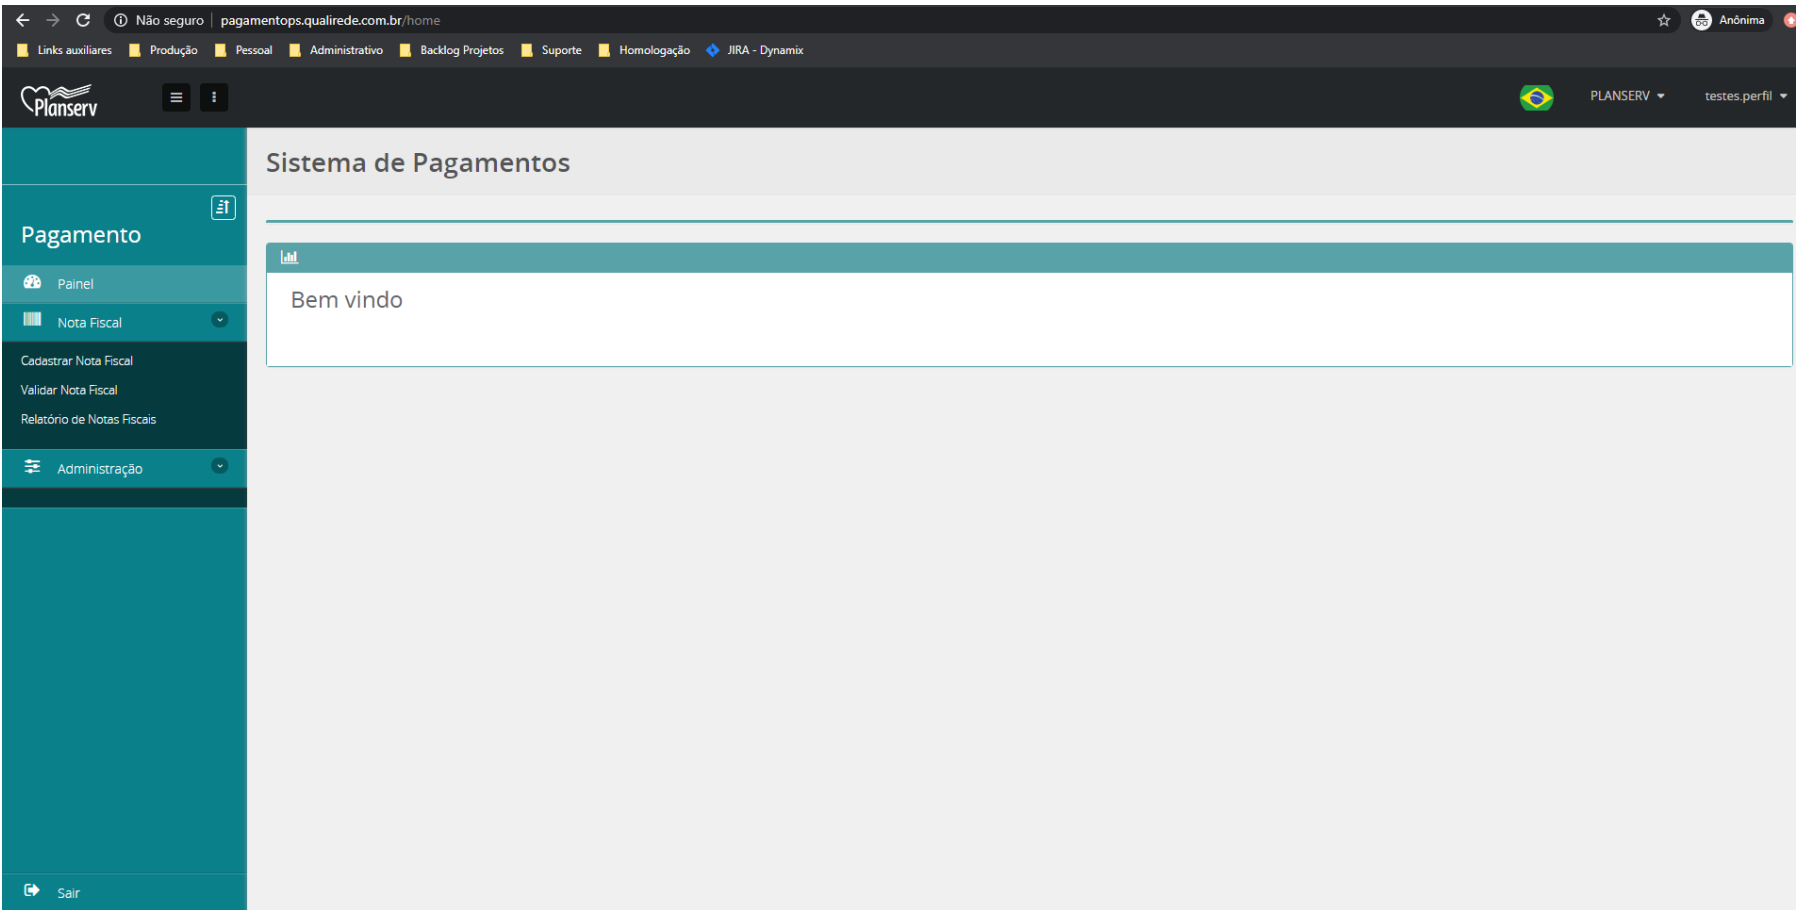 Não seguro | pagamentops.qualirede.com.br/home
Anônima
Links auxiliares Produção Pessoal Administrativo Backlog Projetos Suporte Homologação JIRA - Dynamix
Planserv
PLANSERV
testes.perfil
Sistema de Pagamentos
Pagamento
Painel
Nota Fiscal
Cadastrar Nota Fiscal
Validar Nota Fiscal
Relatório de Notas Fiscais
Administração
Sair
Bem vindo